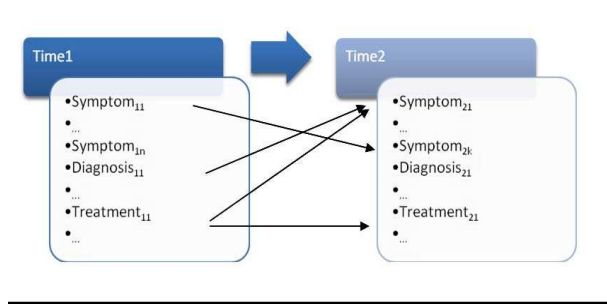 Time1
•Symptom₁₁
•...
•Symptom₁ₙ
•Diagnosis₁₁
•...
•Treatment₁₁
•...
Time2
•Symptom₂₁
•...
•Symptom₂ₖ
•Diagnosis₂₁
•...
•Treatment₂₁
•...